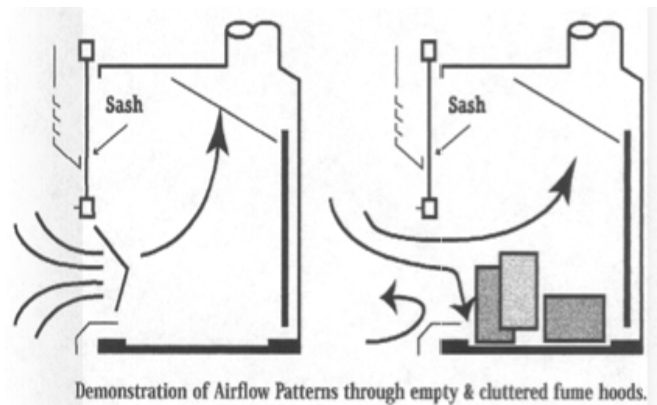 Sash
Sash
Demonstration of Airflow Patterns through empty & cluttered fume hoods.